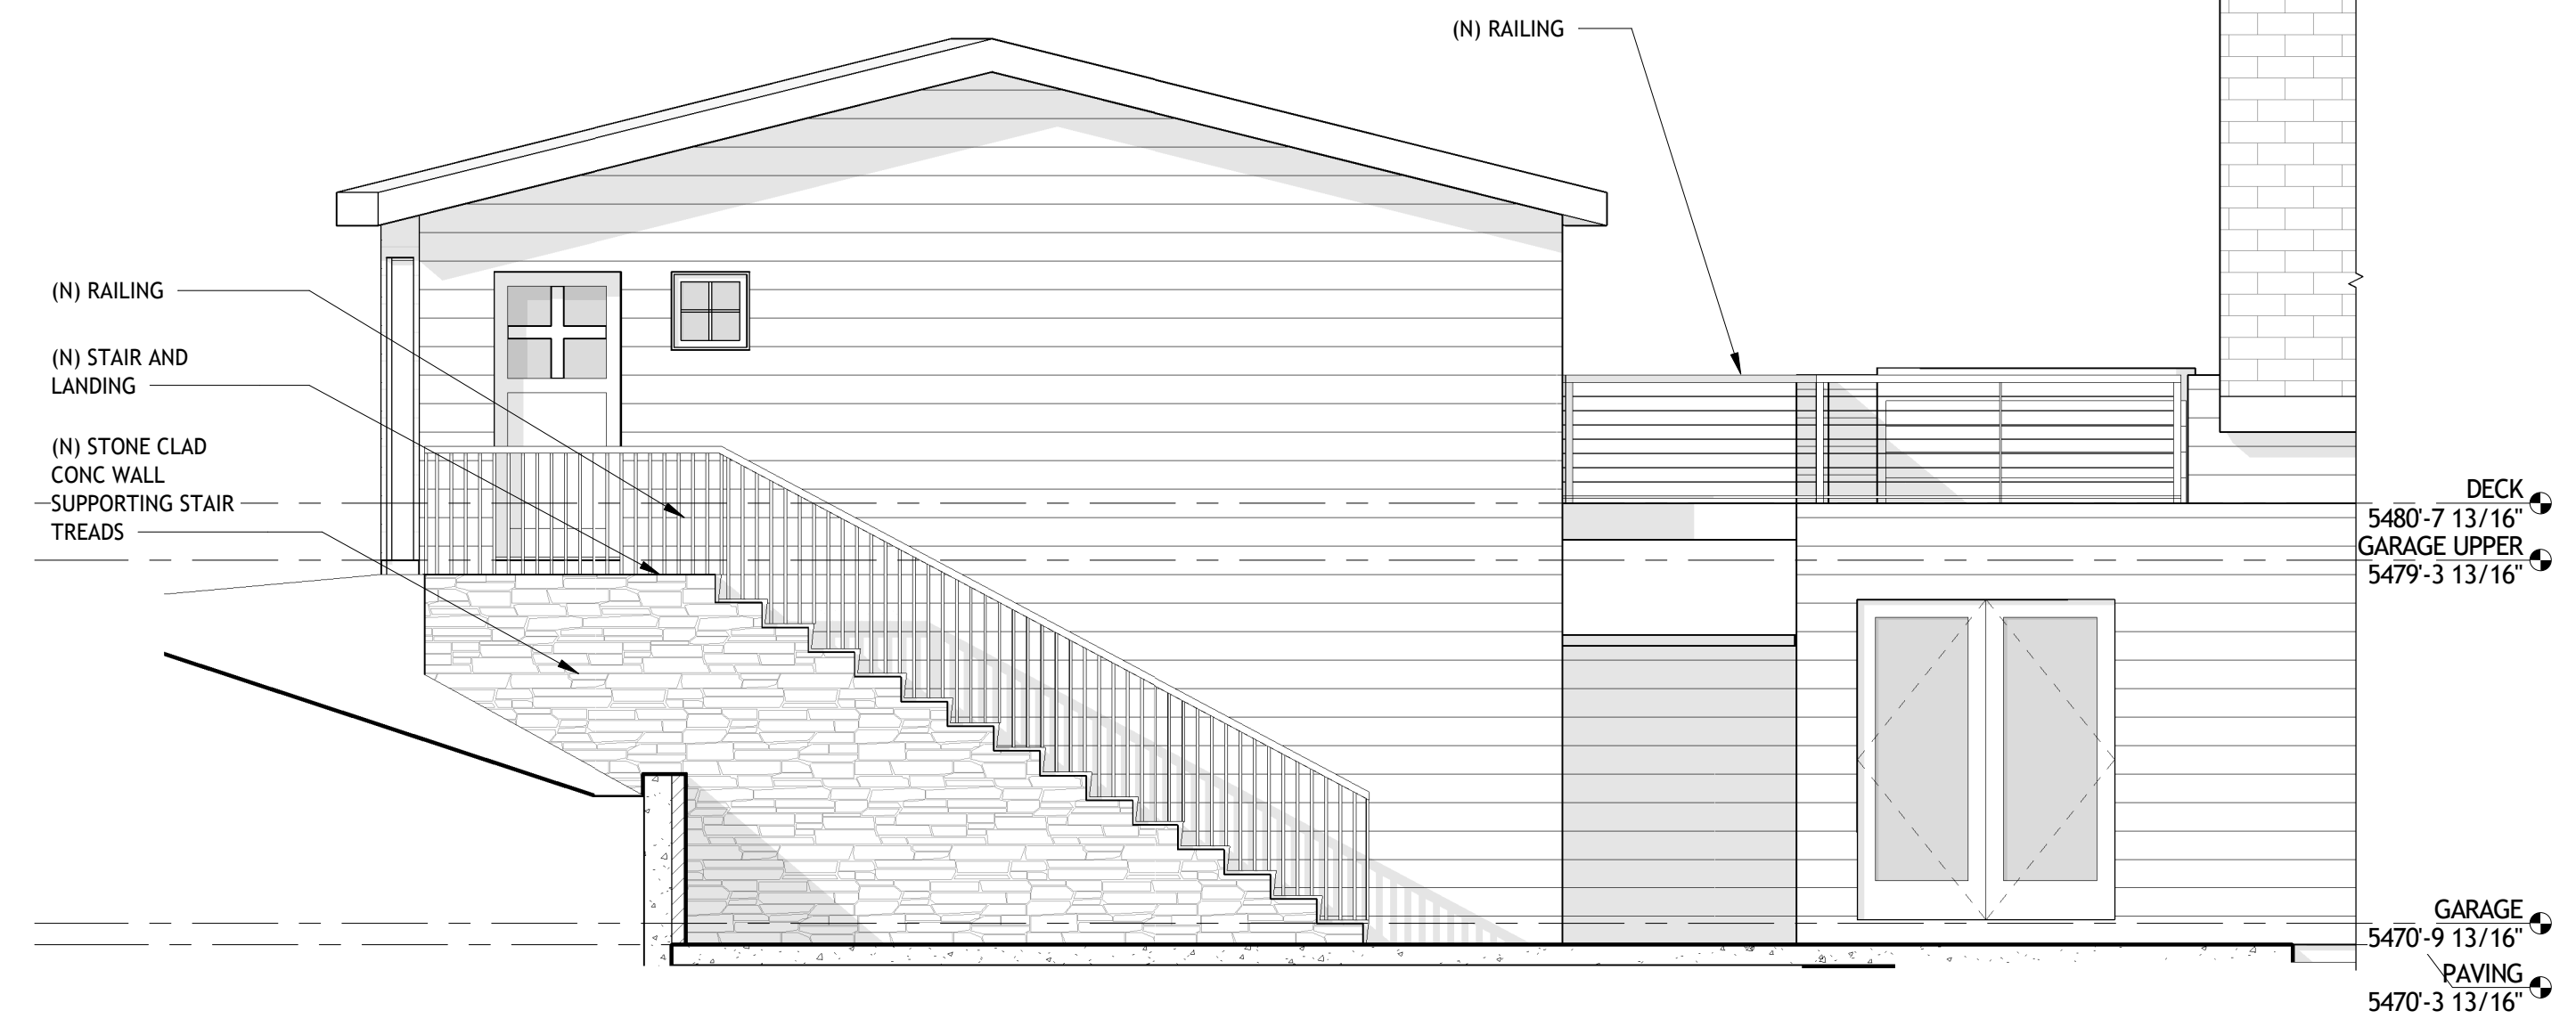 (N) RAILING
(N) RAILING
(N) STAIR AND
LANDING
(N) STONE CLAD
CONC WALL
SUPPORTING STAIR
TREADS
DECK
5480'-7 13/16"
GARAGE UPPER
5479'-3 13/16"
GARAGE
5470'-9 13/16"
PAVING
5470'-3 13/16"